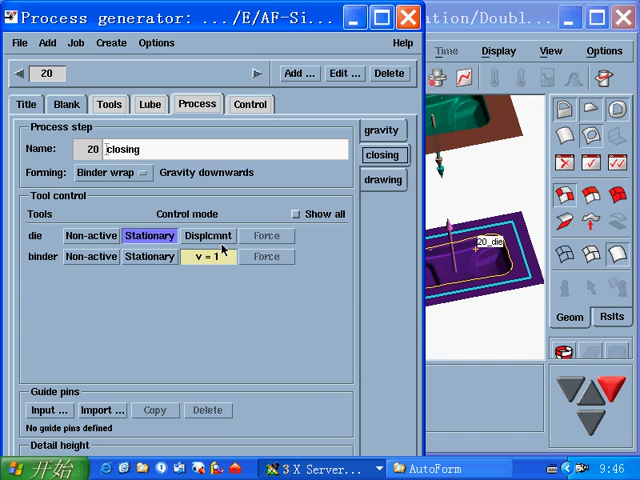 Process generator: .../E/AF-Si...
ation/Doubl...
File Add Job Create Options Help
Time Display View Options
20
Add ... Edit ... Delete
Title Blank Tools Lube Process Control
gravity
closing
drawing
Process step
Name: 20 closing
Forming: Binder wrap Gravity downwards
Tool control
Tools Control mode Show all
die Non-active Stationary Displcmnt Force
binder Non-active Stationary v = 1 Force
20_die
Geom Rslts
Guide pins
Input ... Import ... Copy Delete
No guide pins defined
Detail height
开始 3 X Server... AutoForm 9:46